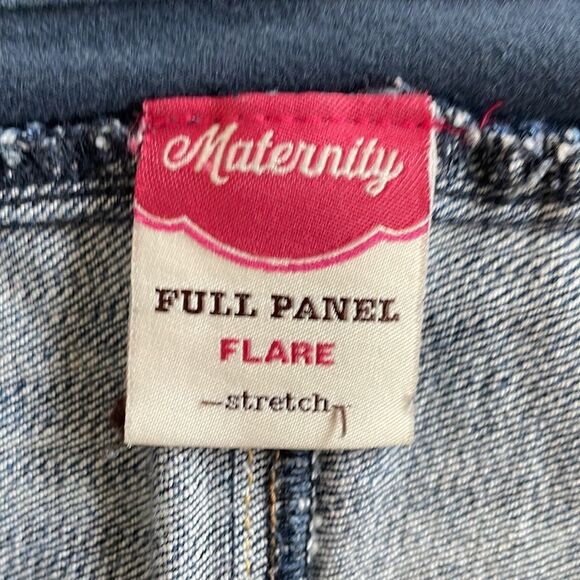 Maternity
FULL PANEL
FLARE
-stretch-